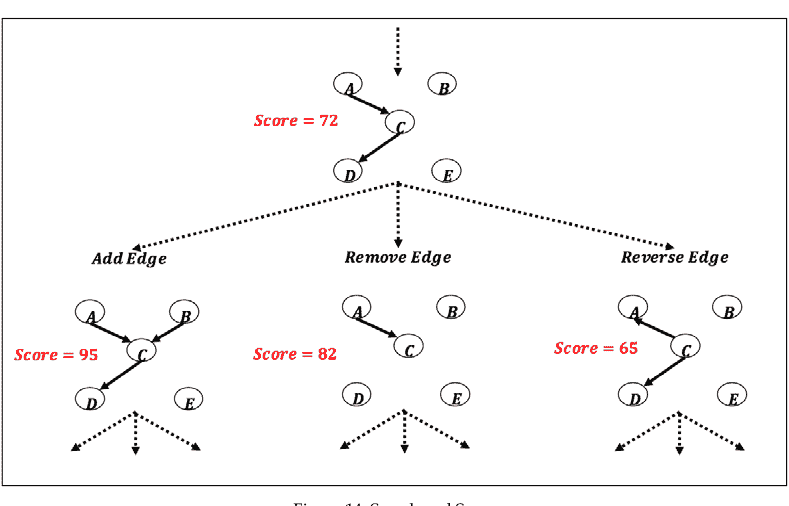 A B
Score = 72
C
D E
Add Edge Remove Edge Reverse Edge
A B A B A B
Score = 95 C Score = 82 C Score = 65 C
D E D E D E